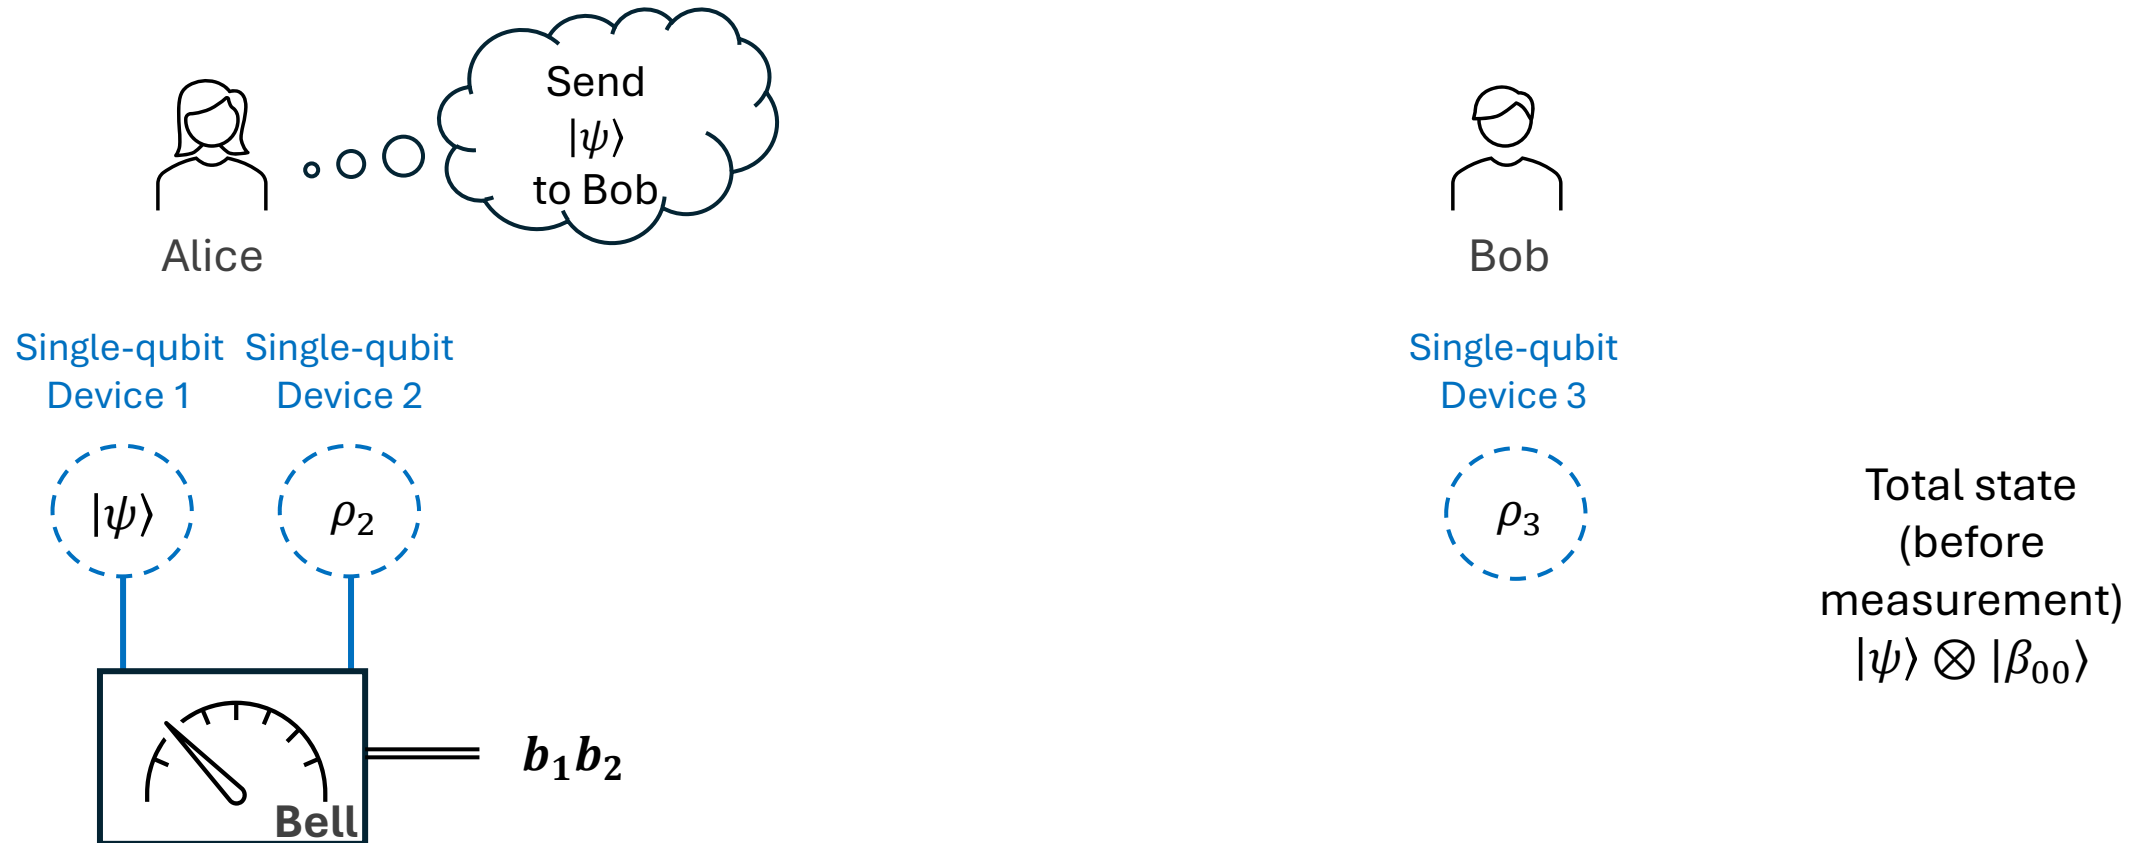 Send
|ψ⟩
to Bob
Alice
Bob
Single-qubit
Device 1
Single-qubit
Device 2
Single-qubit
Device 3
|ψ⟩
ρ₂
ρ₃
Total state
(before
measurement)
|ψ⟩ ⊗ |β₀₀⟩
b₁b₂
Bell